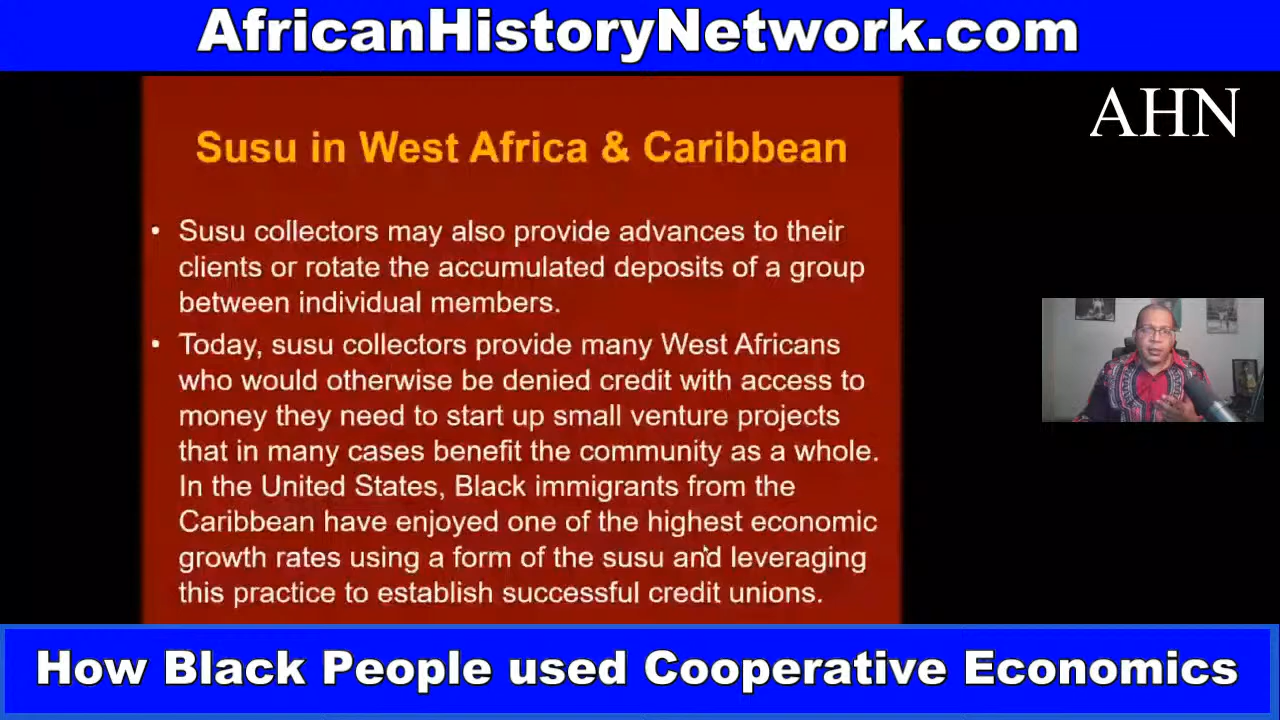 AfricanHistoryNetwork.com
AHN
Susu in West Africa & Caribbean
• Susu collectors may also provide advances to their
clients or rotate the accumulated deposits of a group
between individual members.
• Today, susu collectors provide many West Africans
who would otherwise be denied credit with access to
money they need to start up small venture projects
that in many cases benefit the community as a whole.
In the United States, Black immigrants from the
Caribbean have enjoyed one of the highest economic
growth rates using a form of the susu and leveraging
this practice to establish successful credit unions.
How Black People used Cooperative Economics